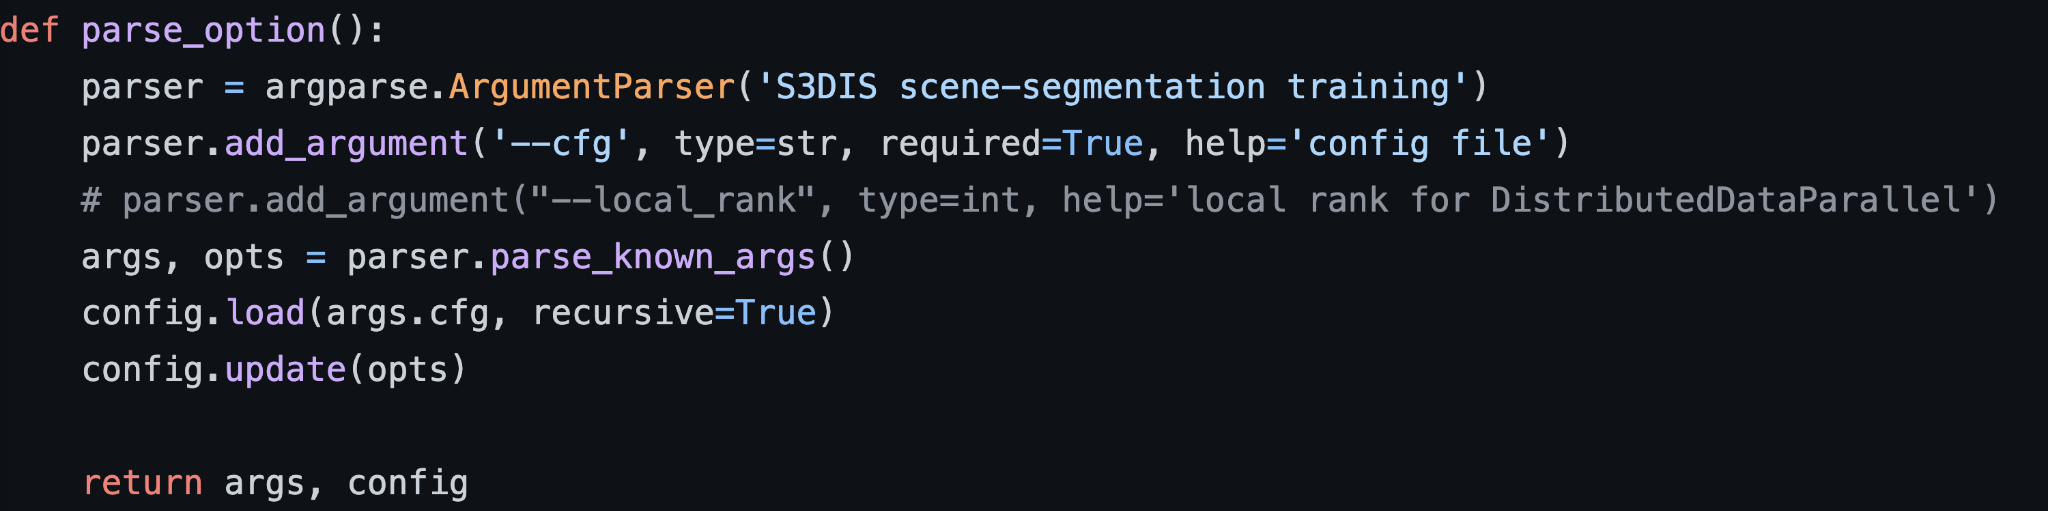 def parse_option():
    parser = argparse.ArgumentParser('S3DIS scene-segmentation training')
    parser.add_argument('--cfg', type=str, required=True, help='config file')
    # parser.add_argument("--local_rank", type=int, help='local rank for DistributedDataParallel')
    args, opts = parser.parse_known_args()
    config.load(args.cfg, recursive=True)
    config.update(opts)

    return args, config